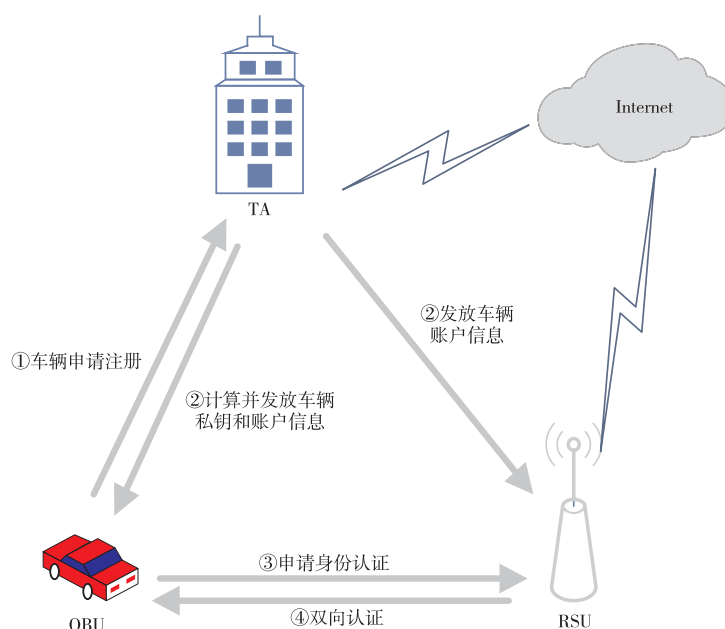 Internet
TA
②发放车辆
账户信息
①车辆申请注册
②计算并发放车辆
私钥和账户信息
③申请身份认证
④双向认证
OBU
RSU